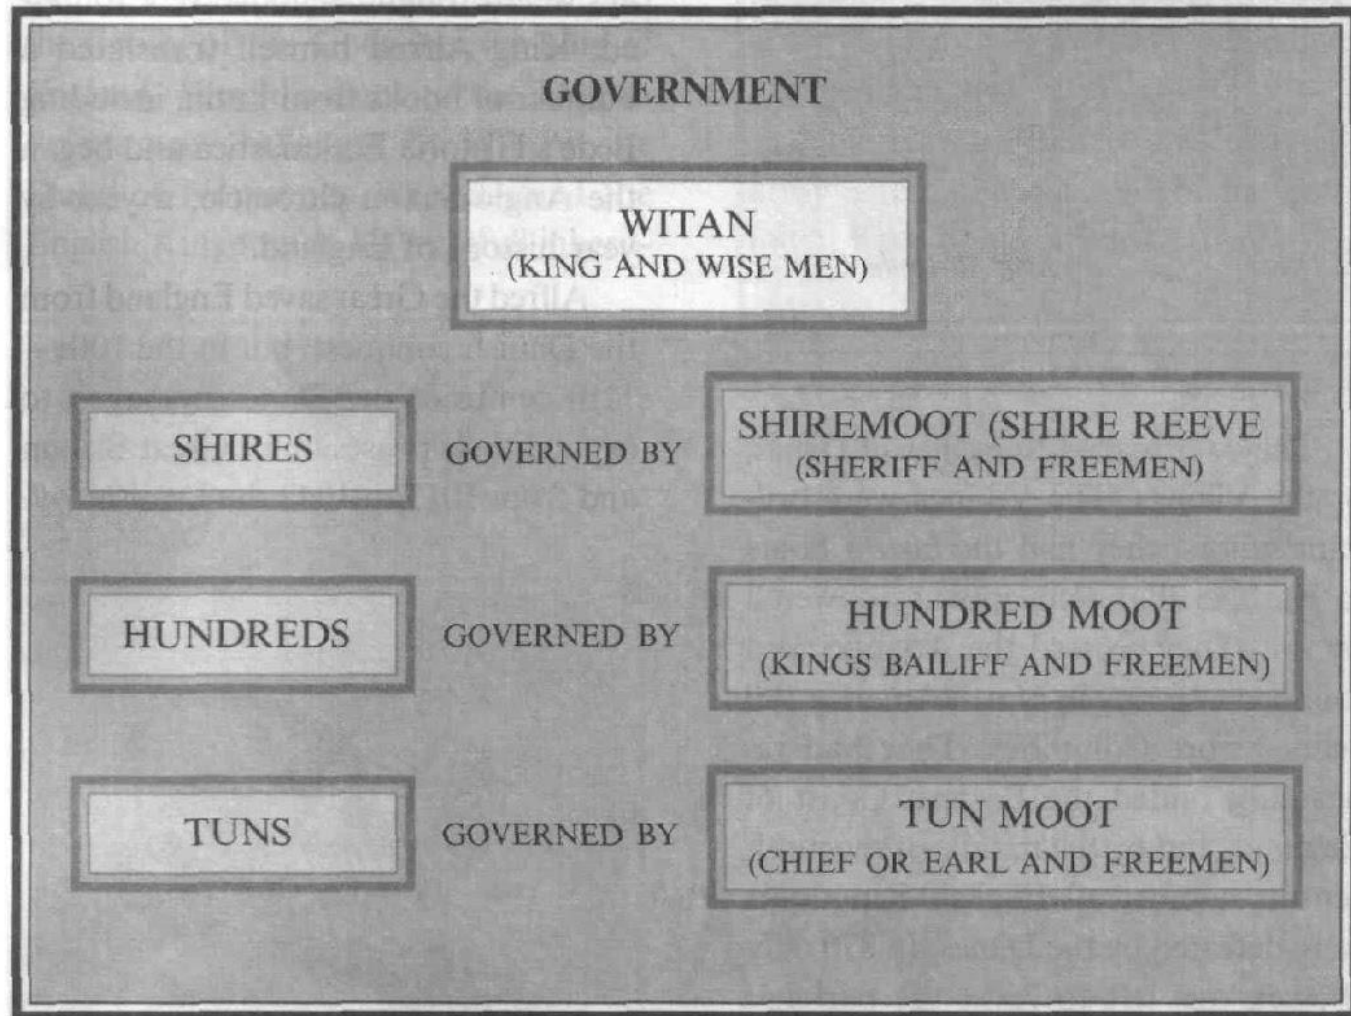 GOVERNMENT
WITAN
(KING AND WISE MEN)
SHIRES GOVERNED BY SHIREMOOT (SHIRE REEVE
(SHERIFF AND FREEMEN)
HUNDREDS GOVERNED BY HUNDRED MOOT
(KINGS BAILIFF AND FREEMEN)
TUNS GOVERNED BY TUN MOOT
(CHIEF OR EARL AND FREEMEN)